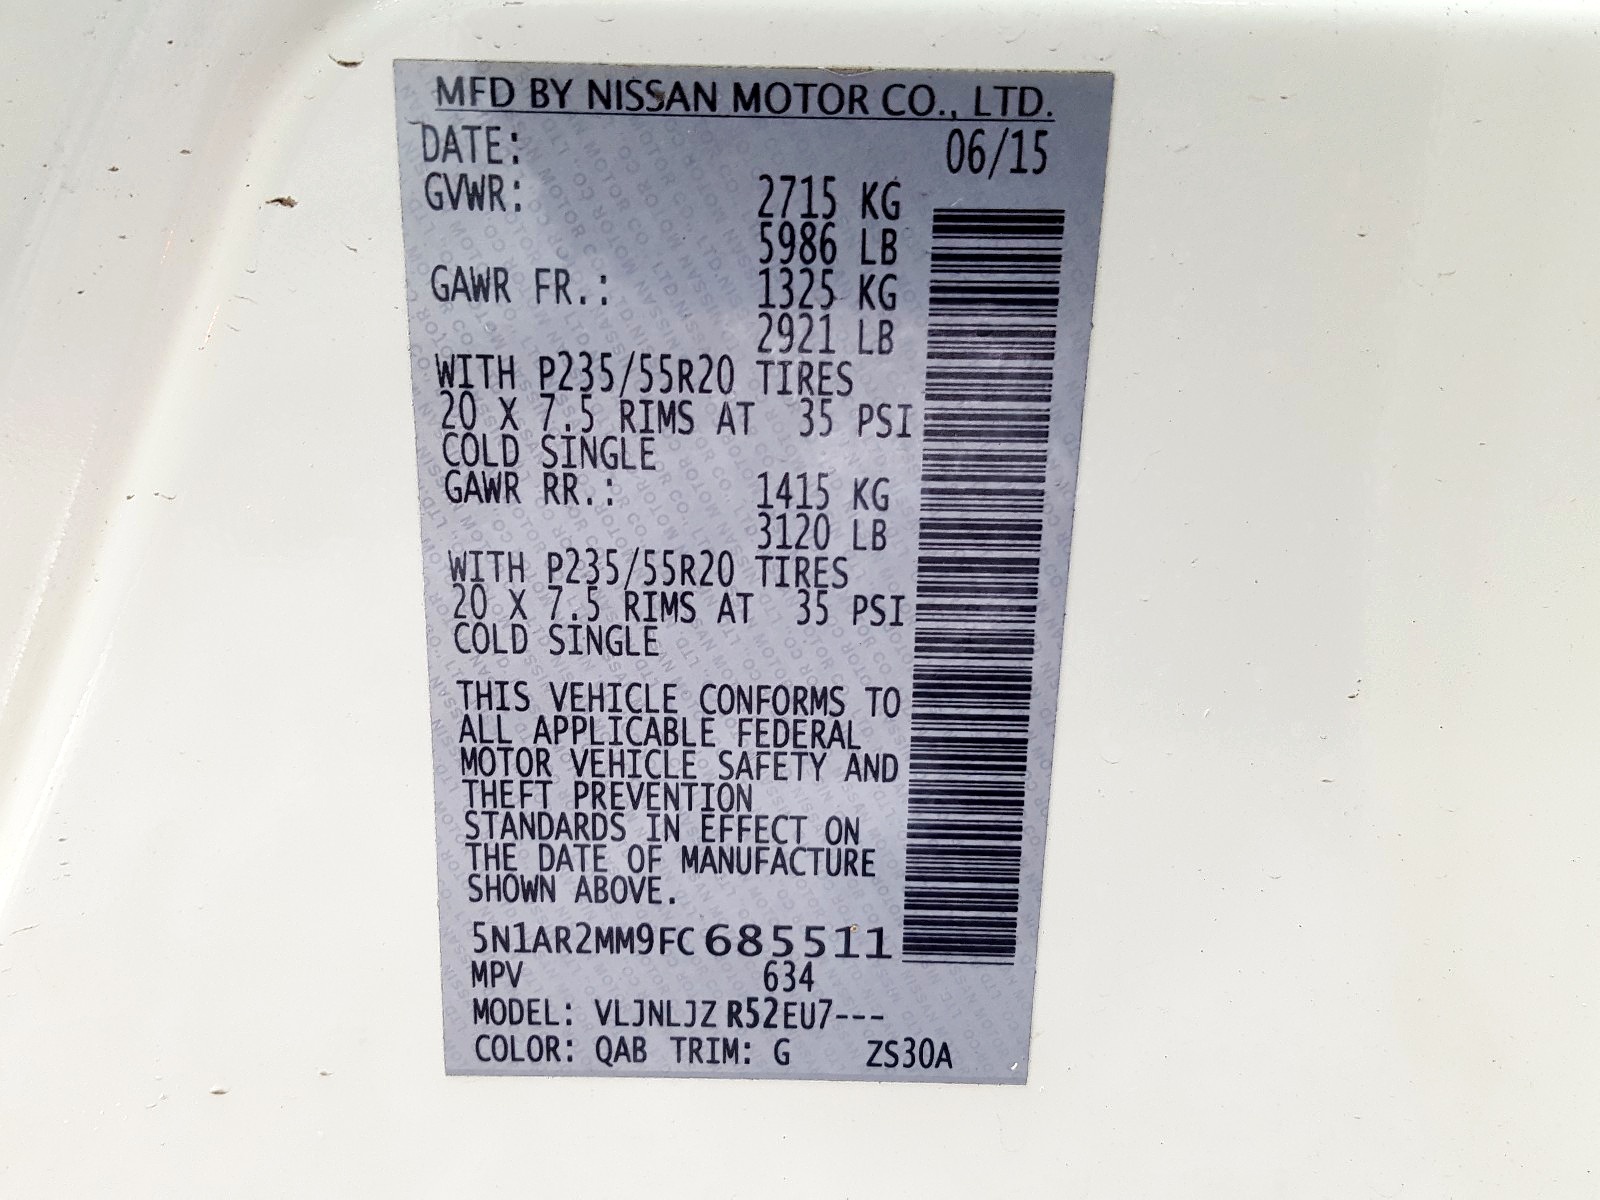 MFD BY NISSAN MOTOR CO., LTD.
DATE: 06/15
GVWR: 2715 KG
5986 LB
GAWR FR.: 1325 KG
2921 LB
WITH P235/55R20 TIRES
20 X 7.5 RIMS AT 35 PSI
COLD SINGLE
GAWR RR.: 1415 KG
3120 LB
WITH P235/55R20 TIRES
20 X 7.5 RIMS AT 35 PSI
COLD SINGLE
THIS VEHICLE CONFORMS TO
ALL APPLICABLE FEDERAL
MOTOR VEHICLE SAFETY AND
THEFT PREVENTION
STANDARDS IN EFFECT ON
THE DATE OF MANUFACTURE
SHOWN ABOVE.
5N1AR2MM9FC685511
MPV 634
MODEL: VLJNLJZ R52EU7---
COLOR: QAB TRIM: G ZS30A